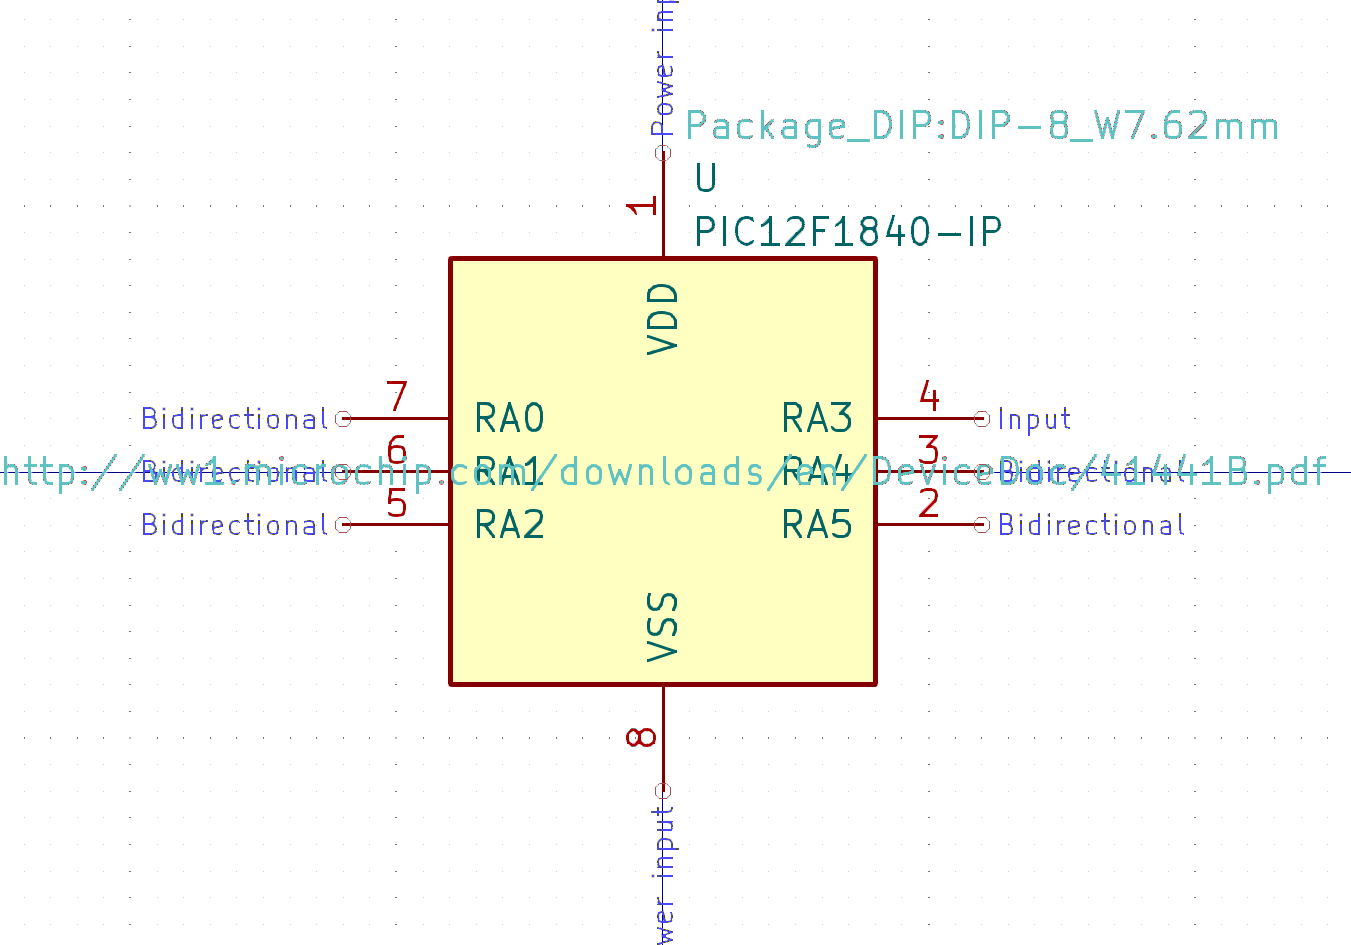 Power inp
Package_DIP:DIP-8_W7.62mm
U
1
PIC12F1840-IP
VDD
7
4
Bidirectional
RA0
RA3
Input
6
3
Bidirectional
RA1
RA4
Bidirectional
http://ww1.microchip.com/downloads/en/DeviceDoc/41441B.pdf
5
2
Bidirectional
RA2
RA5
Bidirectional
VSS
8
wer input